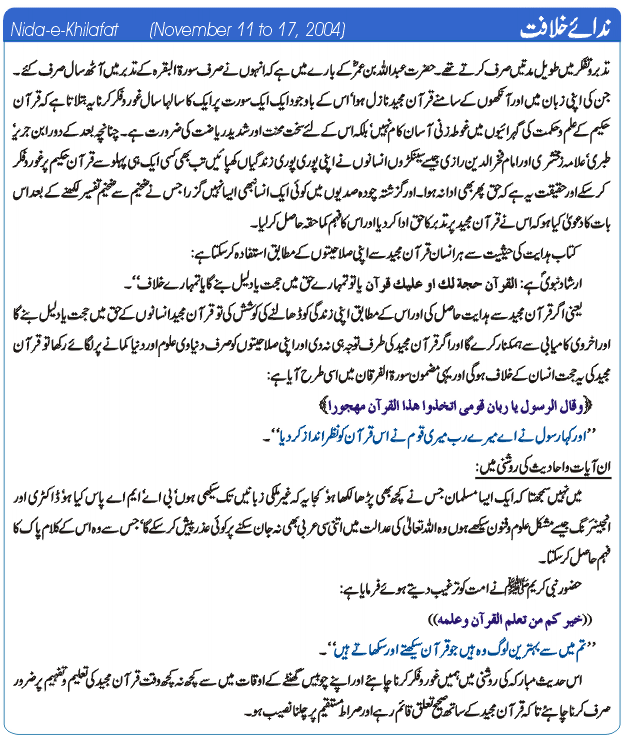 Nida-e-Khilafat (November 11 to 17, 2004) ندائے خلافت
تدبر و تفکر میں طویل مدتیں صرف کرتے تھے۔ حضرت عبداللہ بن عمرؓ کے بارے میں ہے کہ انہوں نے صرف سورۃ البقرہ کے تدبر میں آٹھ سال صرف کئے۔
جن کی اپنی زبان میں اور آنکھوں کے سامنے قرآن مجید نازل ہوا' اس کے باوجود ایک ایک سورت پر ایک کا سالہا سال غور و فکر کرنا یہ بتلاتا ہے کہ قرآن
حکیم کے علم و حکمت کی گہرائیوں میں غوطہ زنی آسان کام نہیں' بلکہ اس کے لئے سخت محنت اور شدید ریاضت کی ضرورت ہے۔ چنانچہ بعد کے دور ابن جریر
طبری' علامہ زمخشری اور امام فخر الدین رازی جیسے سینکڑوں انسانوں نے اپنی پوری پوری زندگیاں کھپائیں تب بھی کسی ایک ہی پہلو سے قرآن حکیم پر غور و فکر
کر سکے اور حقیقت یہ ہے کہ حق پھر بھی ادا نہ ہوا۔ اور گزشتہ چودہ صدیوں میں کوئی ایک انسان بھی ایسا نہیں گزرا جس نے ضخیم سے ضخیم تفسیر لکھنے کے بعد اس
بات کا دعویٰ کیا ہو کہ اس نے قرآن مجید پر تدبر کا حق ادا کر دیا اور اس کا فہم کما حقہ حاصل کر لیا۔
کتاب ہدایت کی حیثیت سے ہر انسان قرآن مجید سے اپنی صلاحیتوں کے مطابق استفادہ کر سکتا ہے:
ارشاد نبویؐ ہے: القرآن حجة لك او عليك قرآن یا تو تمہارے حق میں حجت یا دلیل بنے گا یا تمہارے خلاف‘‘۔
یعنی اگر قرآن مجید سے ہدایت حاصل کی اور اس کے مطابق اپنی زندگی کو ڈھالنے کی کوشش کی تو قرآن مجید انسانوں کے حق میں حجت یا دلیل بنے گا
اور اخروی کامیابی سے ہمکنار کرے گا اور اگر قرآن مجید کی طرف توجہ ہی نہ دی اور اپنی صلاحیتوں کو صرف دنیاوی علوم اور دنیا کمانے پر لگائے رکھا تو قرآن
مجید کی یہ حجت انسان کے خلاف ہو گی اور یہی مضمون سورۃ الفرقان میں اسی طرح آیا ہے:
﴿وقال الرسول يا ربان قومى اتخذوا هذا القرآن مهجورا﴾
’’اور کہا رسول نے اے میرے رب میری قوم نے اس قرآن کو نظر انداز کر دیا‘‘۔
ان آیات و احادیث کی روشنی میں:
میں نہیں سمجھتا کہ ایک ایسا مسلمان جس نے کچھ بھی پڑھا لکھا ہو' کجا یہ کہ غیر ملکی زبانیں تک سیکھی ہوں' بی اے' ایم اے پاس کیا ہو' ڈاکٹری اور
انجینئرنگ جیسے مشکل علوم و فنون سیکھے ہوں وہ اللہ تعالیٰ کی عدالت میں اتنی سی عربی بھی نہ جان سکنے پر کوئی عذر پیش کر سکے گا' جس سے وہ اس کے کلام پاک کا
فہم حاصل کر سکتا۔
حضور نبی کریم ﷺ نے امت کو ترغیب دیتے ہوئے فرمایا ہے:
((خير كم من تعلم القرآن وعلمه))
’’تم میں سے بہترین لوگ وہ ہیں جو قرآن سیکھتے اور سکھاتے ہیں‘‘۔
اس حدیث مبارکہ کی روشنی میں ہمیں غور و فکر کرنا چاہئے اور اپنے چوبیس گھنٹے کے اوقات میں سے کچھ نہ کچھ وقت قرآن مجید کی تعلیم و تفہیم پر ضرور
صرف کرنا چاہئے تا کہ قرآن مجید کے ساتھ صحیح تعلق قائم رہے اور صراط مستقیم پر چلنا نصیب ہو۔